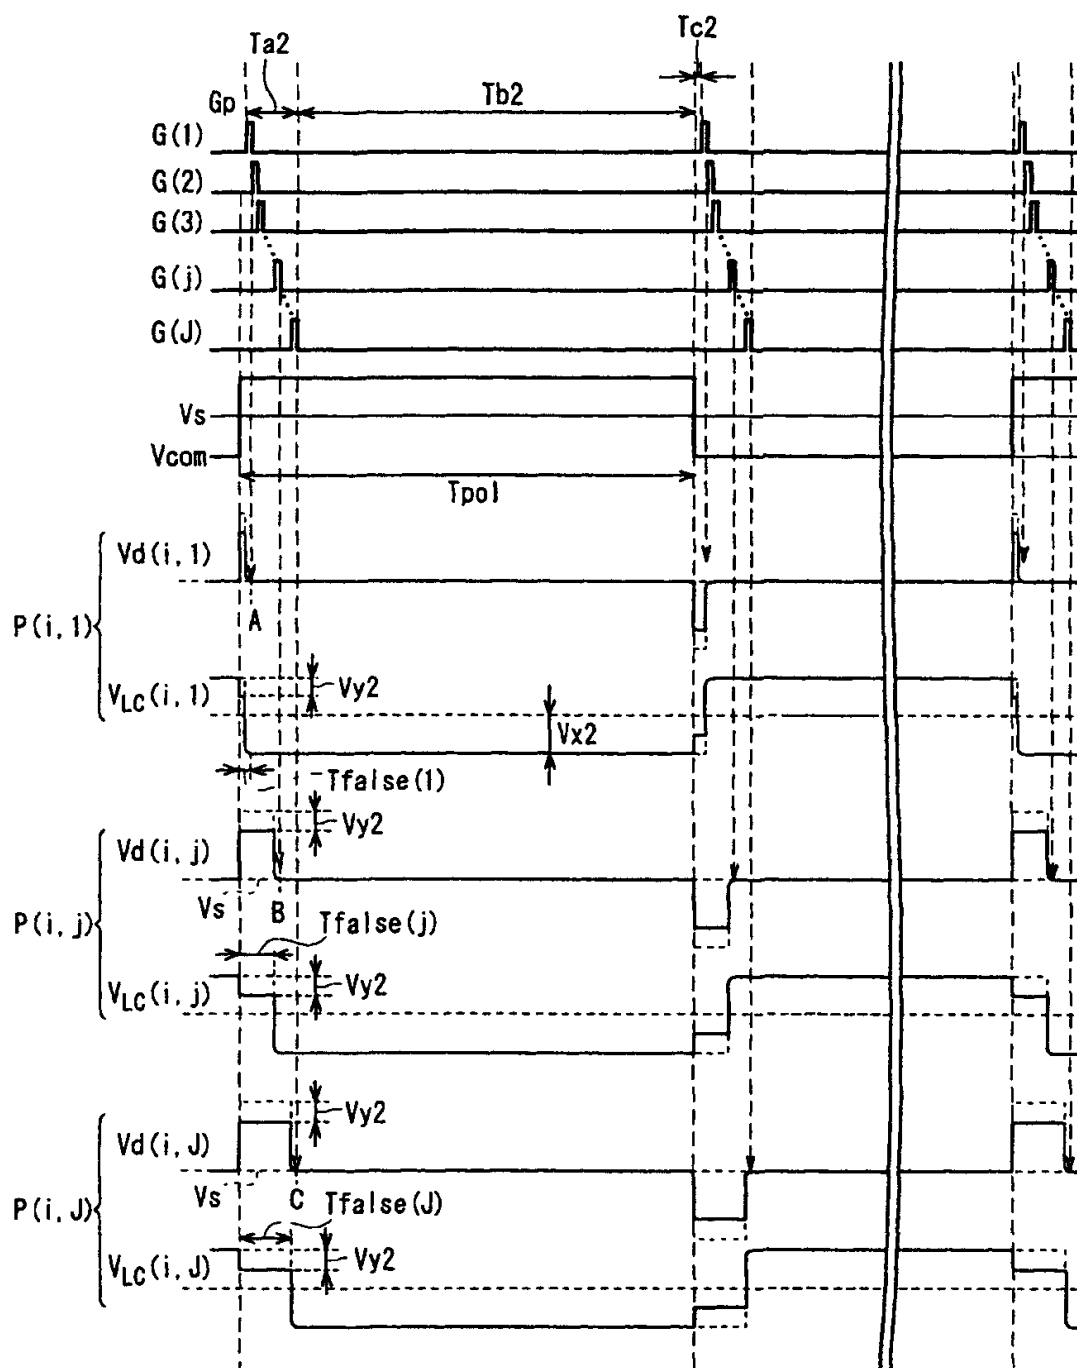 Ta2
Tc2
Gp
Tb2
G(1)
G(2)
G(3)
G(j)
G(J)
Vs
Vcom
Tpol
Vd(i,1)
A
P(i,1)
VLC(i,1)
Vy2
Vx2
Tfalse(1)
Vy2
Vd(i,j)
Vs
B
P(i,j)
Tfalse(j)
VLC(i,j)
Vy2
Vy2
Vd(i,J)
Vs
C
P(i,J)
Tfalse(J)
VLC(i,J)
Vy2